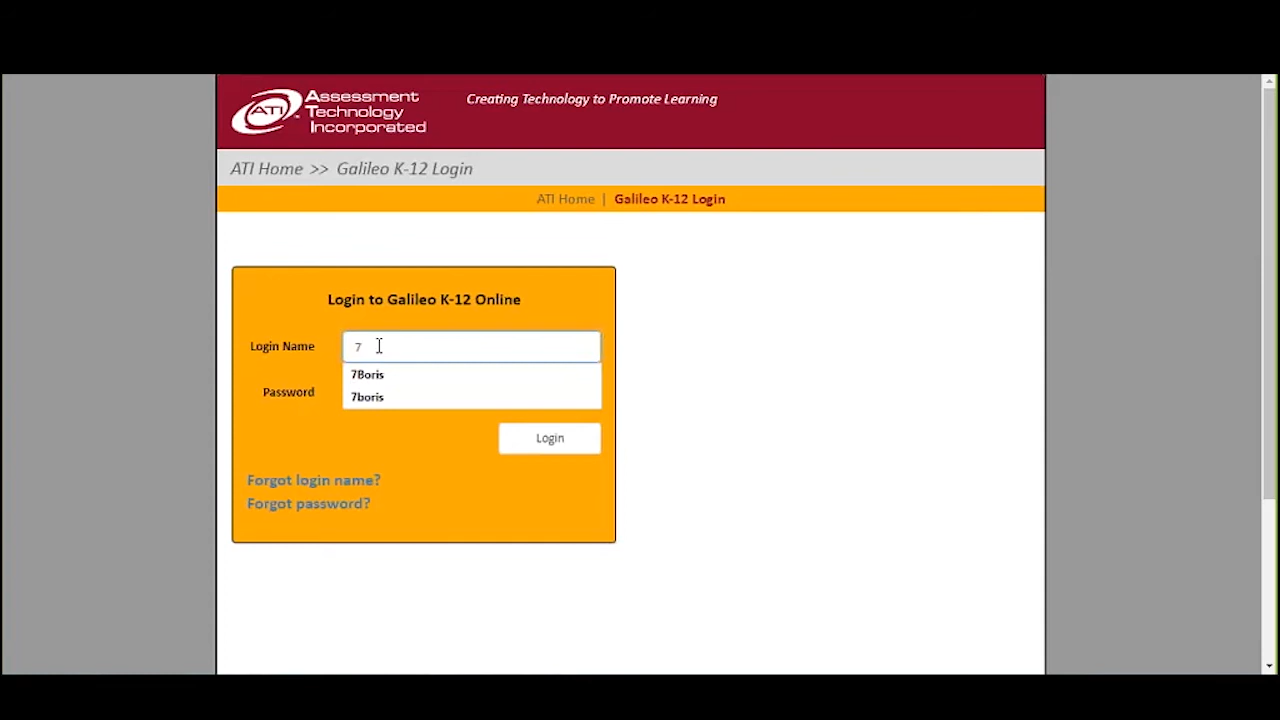 Assessment
Technology
Incorporated
ATI
Creating Technology to Promote Learning
ATI Home >> Galileo K-12 Login
ATI Home | Galileo K-12 Login
Login to Galileo K-12 Online
Login Name
7
7Boris
Password
7boris
Login
Forgot login name?
Forgot password?